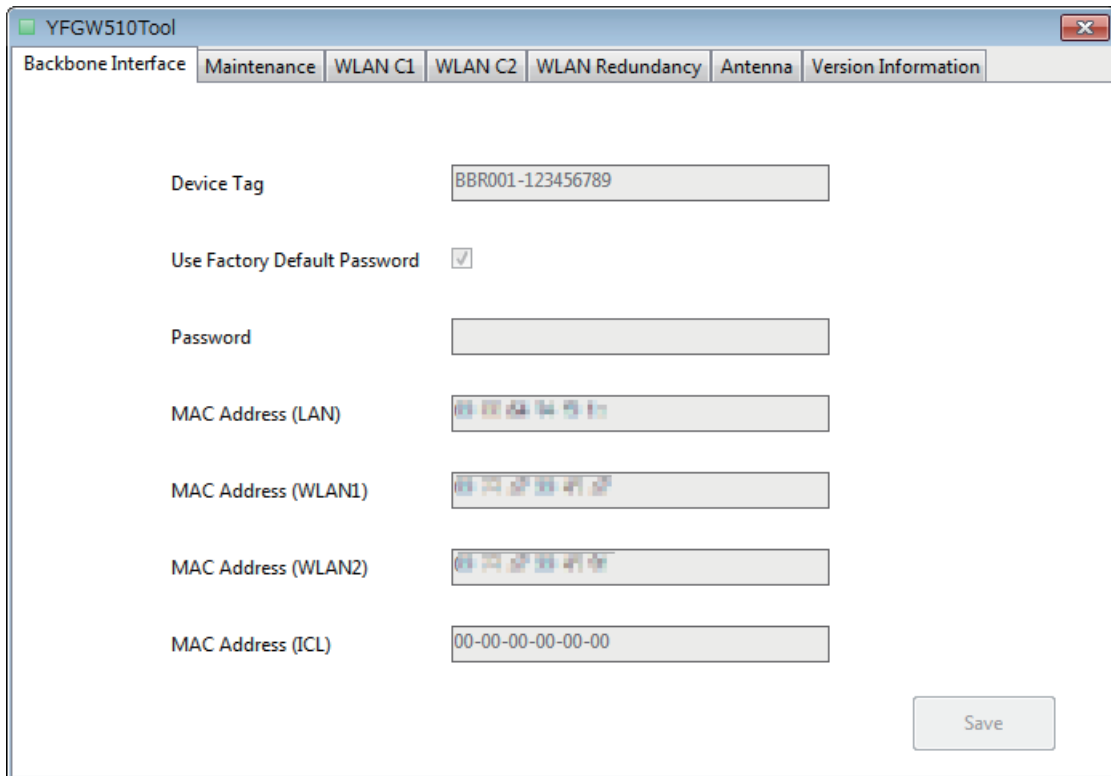 YFGW510Tool
Backbone Interface Maintenance WLAN C1 WLAN C2 WLAN Redundancy Antenna Version Information
Device Tag BBR001-123456789
Use Factory Default Password
Password
MAC Address (LAN)
MAC Address (WLAN1)
MAC Address (WLAN2)
MAC Address (ICL) 00-00-00-00-00-00
Save